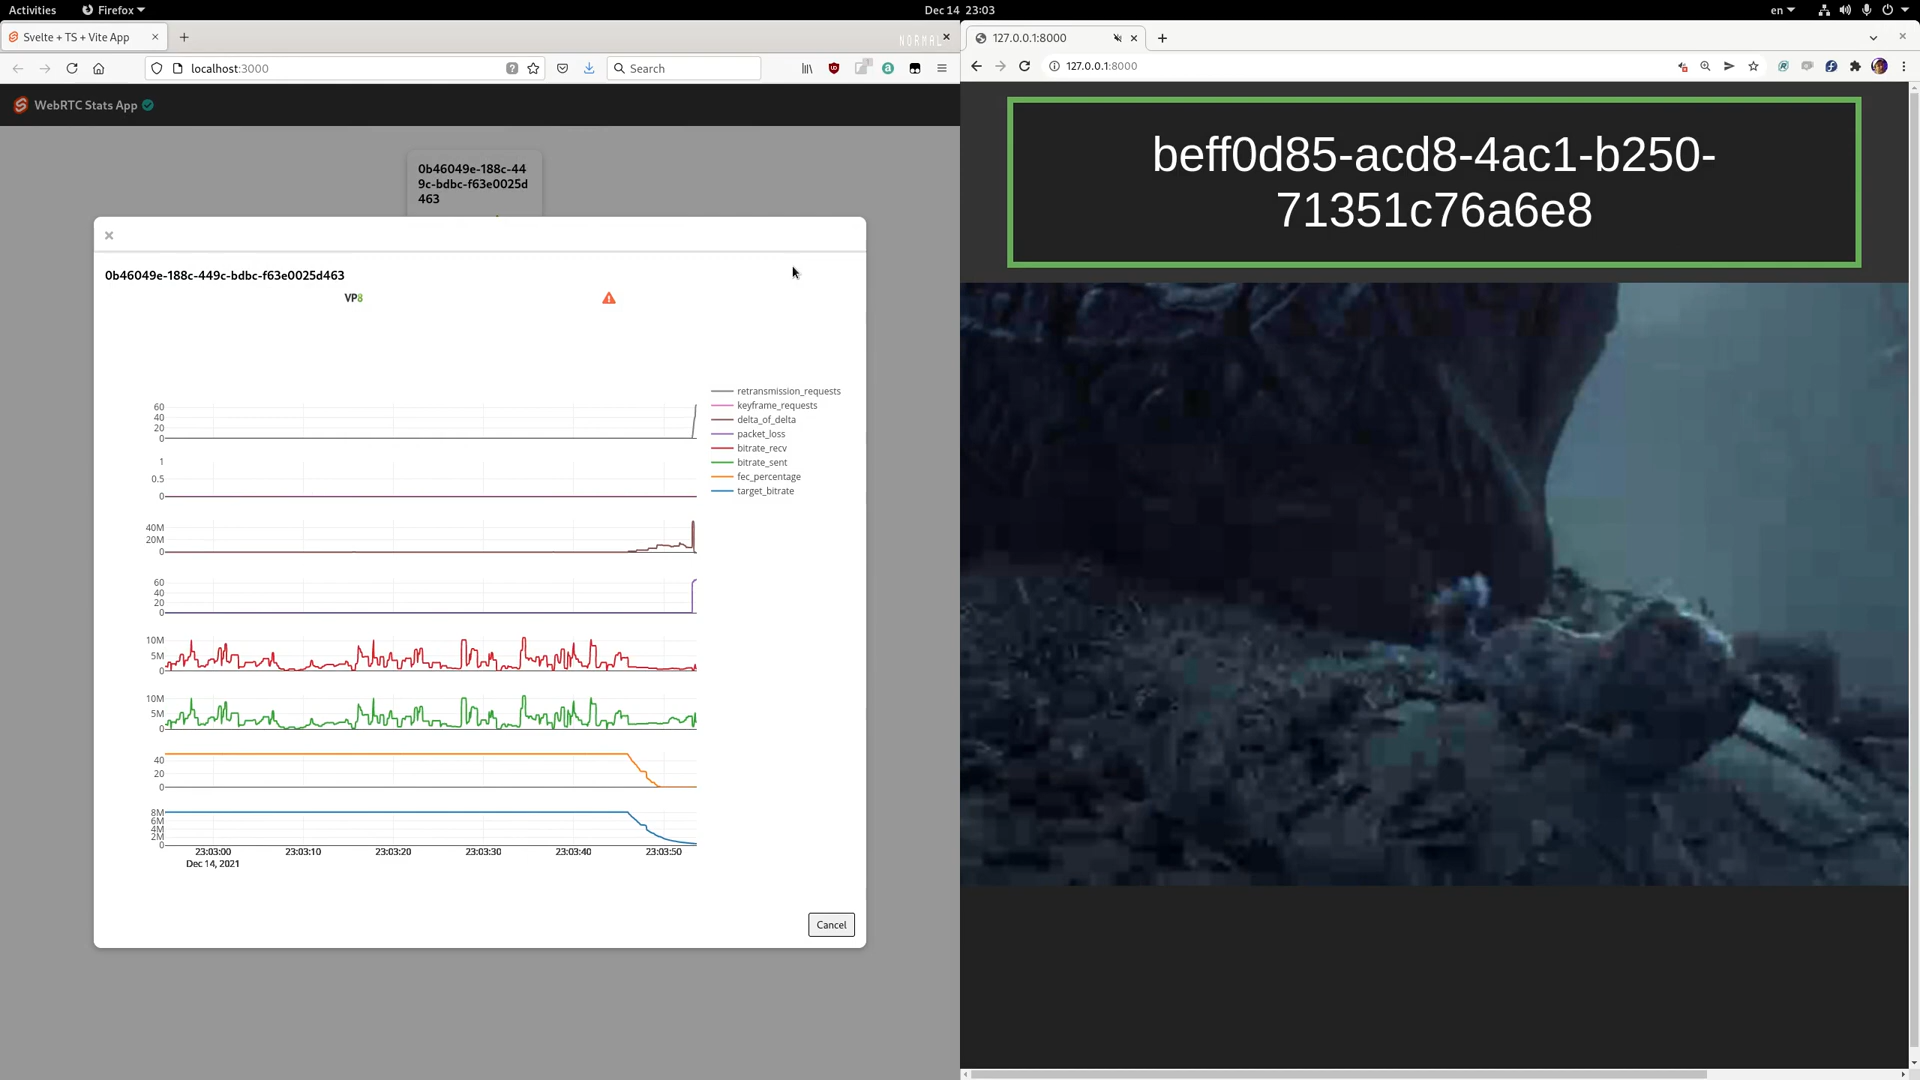 Activities
Firefox
Dec 14 23:03
en
Svelte + TS + Vite App
NORMAL
localhost:3000
Search
WebRTC Stats App
0b46049e-188c-44
9c-bdbc-f63e0025d
463
0b46049e-188c-449c-bdbc-f63e0025d463
VP8
retransmission_requests
keyframe_requests
delta_of_delta
packet_loss
bitrate_recv
bitrate_sent
fec_percentage
target_bitrate
60
40
20
0
1
0.5
0
40M
20M
0
60
40
20
0
10M
5M
0
10M
5M
0
40
20
0
8M
6M
4M
2M
0
23:03:00
23:03:10
23:03:20
23:03:30
23:03:40
23:03:50
Dec 14, 2021
Cancel
127.0.0.1:8000
127.0.0.1:8000
beff0d85-acd8-4ac1-b250-
71351c76a6e8